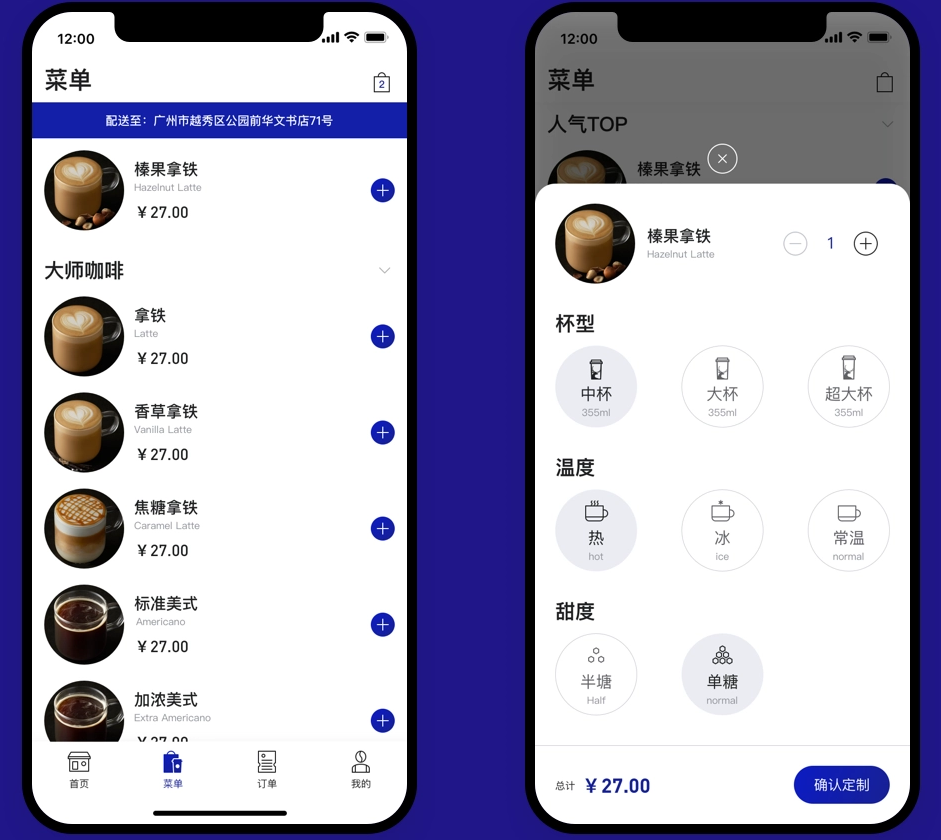 12:00
菜单
2
配送至：广州市越秀区公园前华文书店71号
榛果拿铁
Hazelnut Latte
￥27.00
大师咖啡
拿铁
Latte
￥27.00
香草拿铁
Vanilla Latte
￥27.00
焦糖拿铁
Caramel Latte
￥27.00
标准美式
Americano
￥27.00
加浓美式
Extra Americano
￥27.00
首页
菜单
订单
我的
12:00
菜单
人气TOP
榛果拿铁
榛果拿铁
Hazelnut Latte
1
杯型
中杯
355ml
大杯
355ml
超大杯
355ml
温度
热
hot
冰
ice
常温
normal
甜度
半塘
Half
单糖
normal
总计 ￥27.00
确认定制